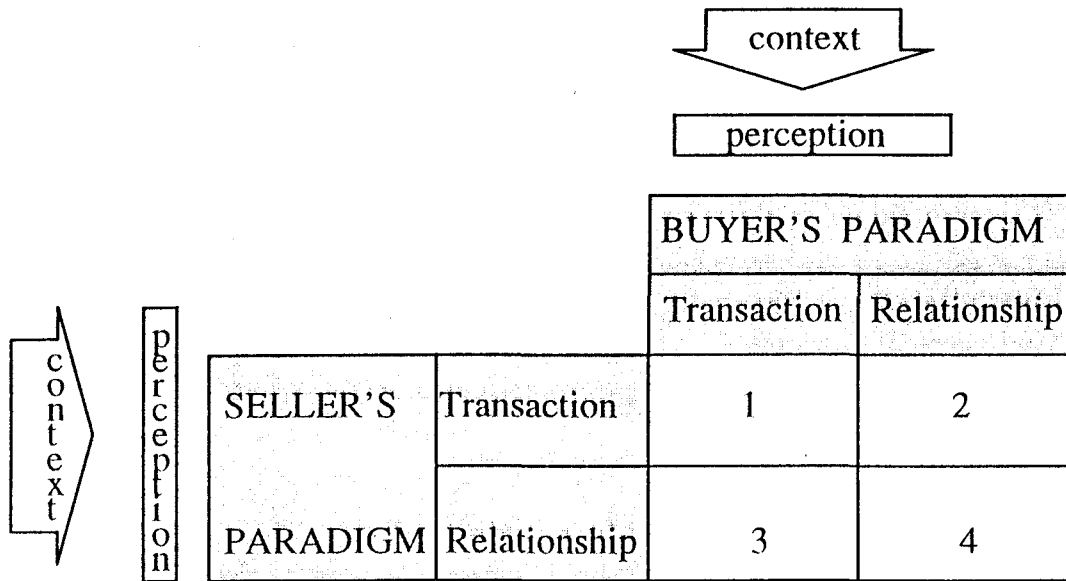 context
perception
BUYER'S PARADIGM
Transaction Relationship
context
perception
SELLER'S Transaction 1 2
PARADIGM Relationship 3 4